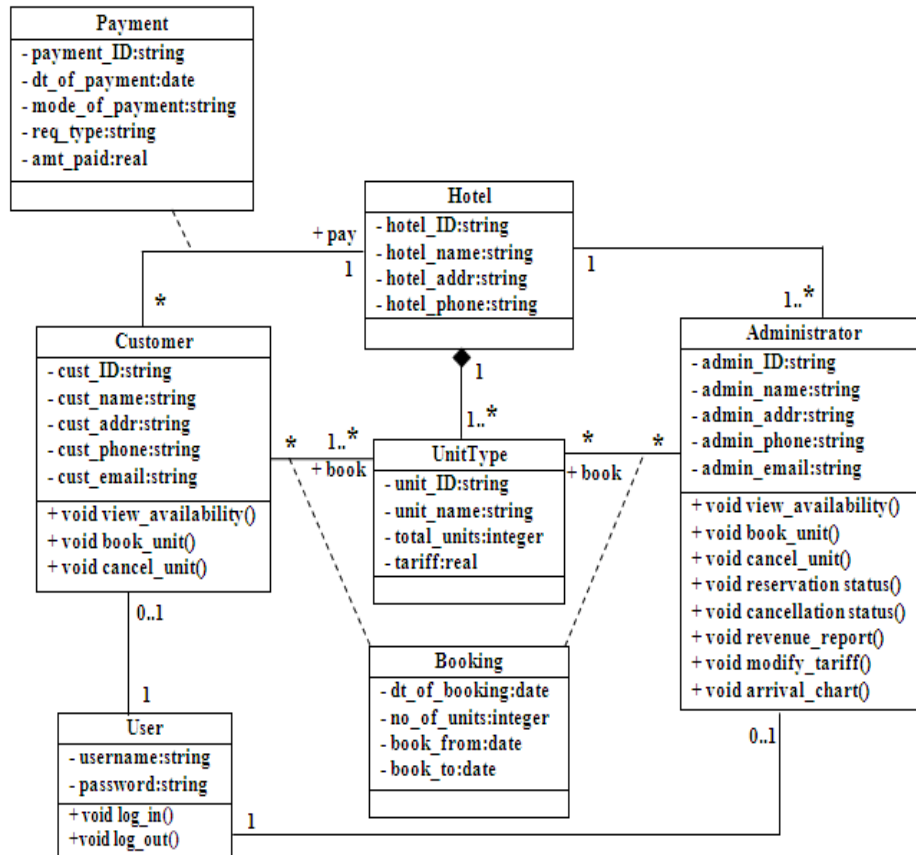 Payment
- payment_ID:string
- dt_of_payment:date
- mode_of_payment:string
- req_type:string
- amt_paid:real
Hotel
- hotel_ID:string
- hotel_name:string
- hotel_addr:string
- hotel_phone:string
+ pay
1
*
1
1..*
Customer
- cust_ID:string
- cust_name:string
- cust_addr:string
- cust_phone:string
- cust_email:string
+ void view_availability()
+ void book_unit()
+ void cancel_unit()
1
1..*
*
1..*
+ book
UnitType
- unit_ID:string
- unit_name:string
- total_units:integer
- tariff:real
*
+ book
*
Administrator
- admin_ID:string
- admin_name:string
- admin_addr:string
- admin_phone:string
- admin_email:string
+ void view_availability()
+ void book_unit()
+ void cancel_unit()
+ void reservation status()
+ void cancellation status()
+ void revenue_report()
+ void modify_tariff()
+ void arrival_chart()
0..1
1
Booking
- dt_of_booking:date
- no_of_units:integer
- book_from:date
- book_to:date
User
- username:string
- password:string
+ void log_in()
+void log_out()
1
0..1